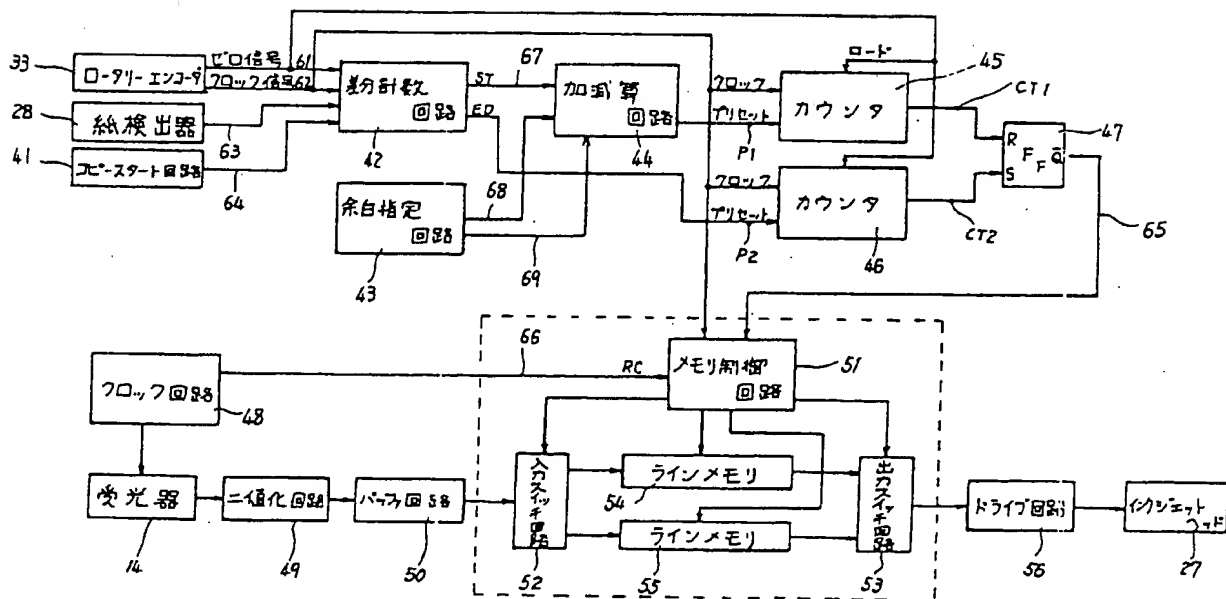 ゼロ信号 61
33 ロータリーエンコーダ
クロック信号 62
28 紙検出器
63
41 コピースタート回路
64
差分計数
回路
42
ST
67
ED
加減算
回路
44
余白指定
回路
43
68
69
ロード
45
クロック
プリセット
P1
カウンタ
CT1
クロック
プリセット
P2
カウンタ
46
CT2
47
R
S
FF
Q̅
65
66
RC
メモリ制御
回路
51
クロック回路
48
受光器
14
二値化回路
49
バッファ回路
50
入力スイッチ回路
52
ラインメモリ
54
ラインメモリ
55
出力スイッチ回路
53
ドライブ回路
56
インクジェット
ヘッド
27